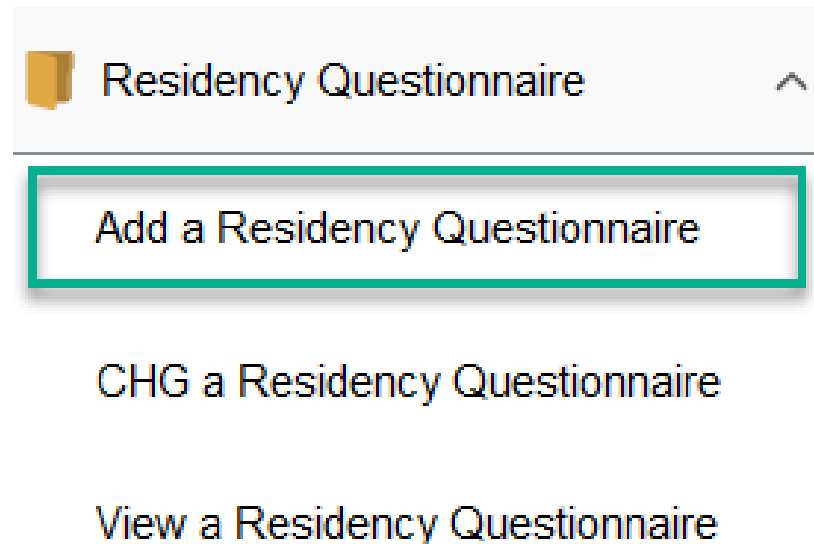 Residency Questionnaire
Add a Residency Questionnaire
CHG a Residency Questionnaire
View a Residency Questionnaire